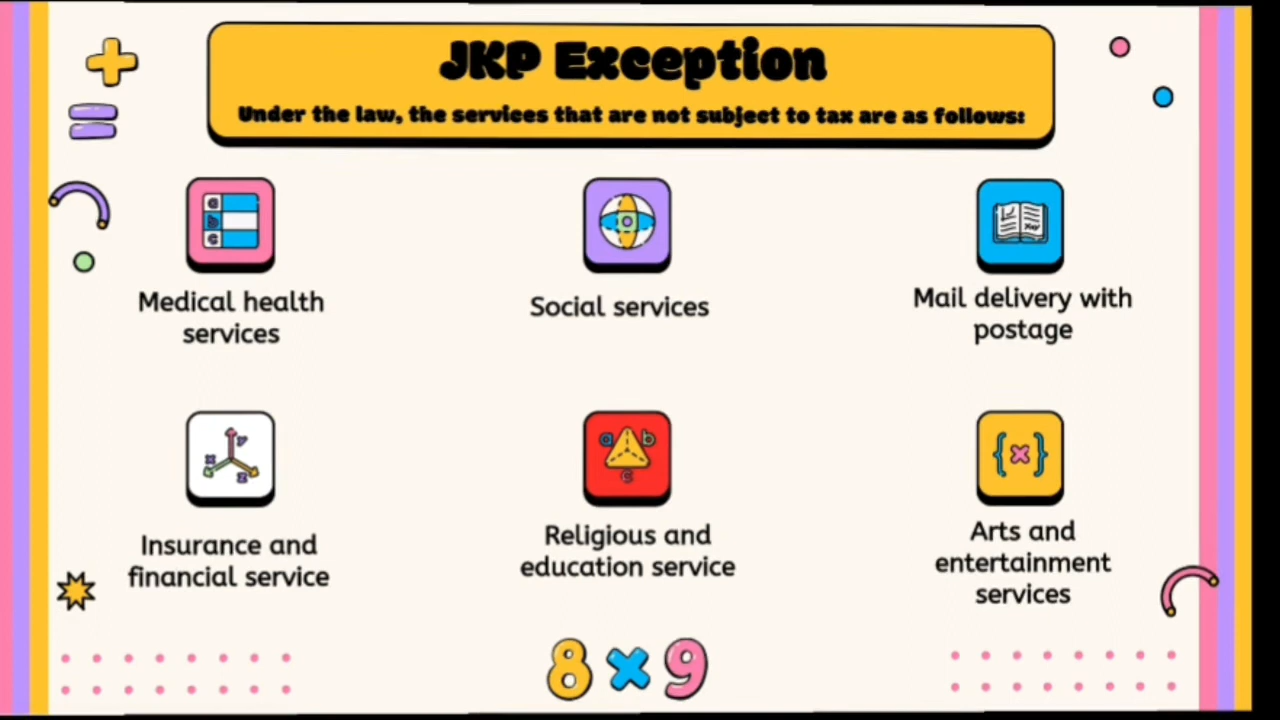 JKP Exception
Under the law, the services that are not subject to tax are as follows:
a
b
c
Medical health
services
Social services
x+y
Mail delivery with
postage
y
x
z
Insurance and
financial service
a b
c
Religious and
education service
{x}
Arts and
entertainment
services
8 × 9